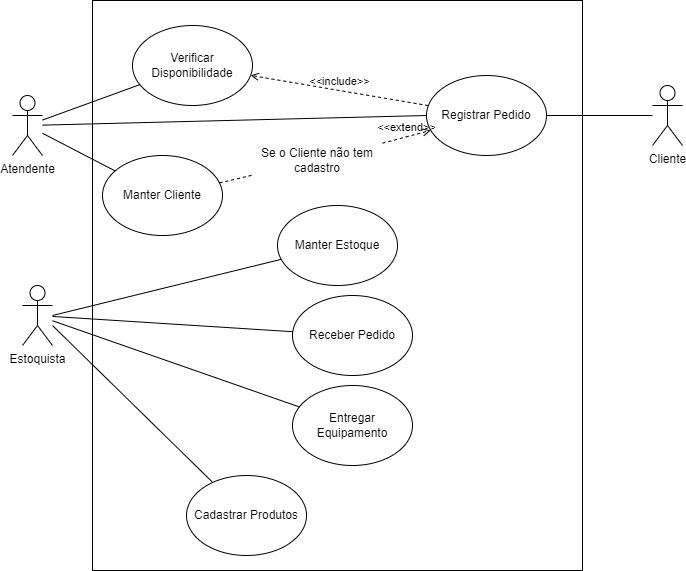 Verificar
Disponibilidade
<<include>>
Registrar Pedido
<<extend>>
Atendente
Cliente
Se o Cliente não tem
cadastro
Manter Cliente
Manter Estoque
Receber Pedido
Estoquista
Entregar
Equipamento
Cadastrar Produtos